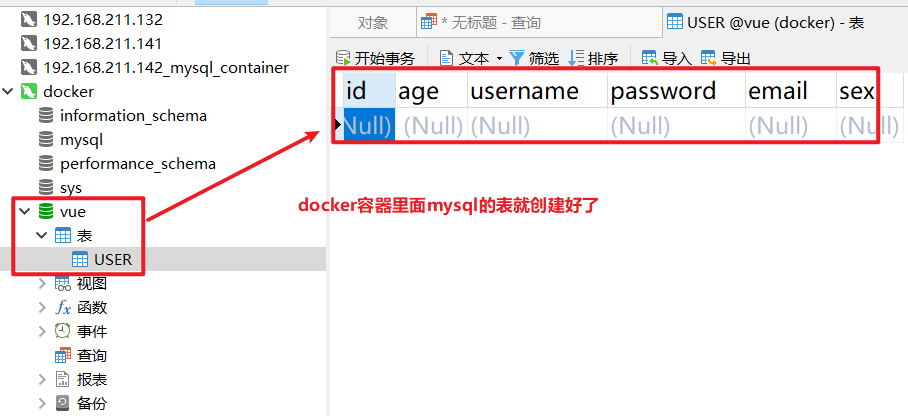 192.168.211.132
192.168.211.141
192.168.211.142_mysql_container
docker
information_schema
mysql
performance_schema
sys
vue
表
USER
视图
函数
事件
查询
报表
备份
对象
* 无标题 - 查询
USER @vue (docker) - 表
开始事务 文本 筛选 排序 导入 导出
id age username password email sex
(Null) (Null) (Null) (Null) (Null) (Null)
docker容器里面mysql的表就创建好了